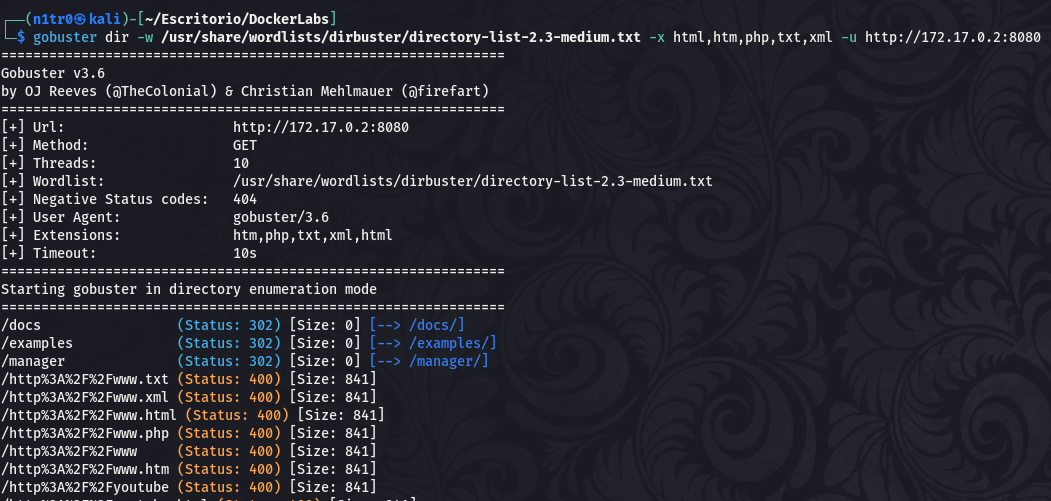 ┌──(n1tr0㉿kali)-[~/Escritorio/DockerLabs]
└─$ gobuster dir -w /usr/share/wordlists/dirbuster/directory-list-2.3-medium.txt -x html,htm,php,txt,xml -u http://172.17.0.2:8080
===============================================================
Gobuster v3.6
by OJ Reeves (@TheColonial) & Christian Mehlmauer (@firefart)
===============================================================
[+] Url:                     http://172.17.0.2:8080
[+] Method:                  GET
[+] Threads:                 10
[+] Wordlist:                /usr/share/wordlists/dirbuster/directory-list-2.3-medium.txt
[+] Negative Status codes:   404
[+] User Agent:              gobuster/3.6
[+] Extensions:              htm,php,txt,xml,html
[+] Timeout:                 10s
===============================================================
Starting gobuster in directory enumeration mode
===============================================================
/docs                 (Status: 302) [Size: 0] [--> /docs/]
/examples             (Status: 302) [Size: 0] [--> /examples/]
/manager              (Status: 302) [Size: 0] [--> /manager/]
/http%3A%2F%2Fwww.txt (Status: 400) [Size: 841]
/http%3A%2F%2Fwww.xml (Status: 400) [Size: 841]
/http%3A%2F%2Fwww.html (Status: 400) [Size: 841]
/http%3A%2F%2Fwww.php (Status: 400) [Size: 841]
/http%3A%2F%2Fwww     (Status: 400) [Size: 841]
/http%3A%2F%2Fwww.htm (Status: 400) [Size: 841]
/http%3A%2F%2Fyoutube (Status: 400) [Size: 841]